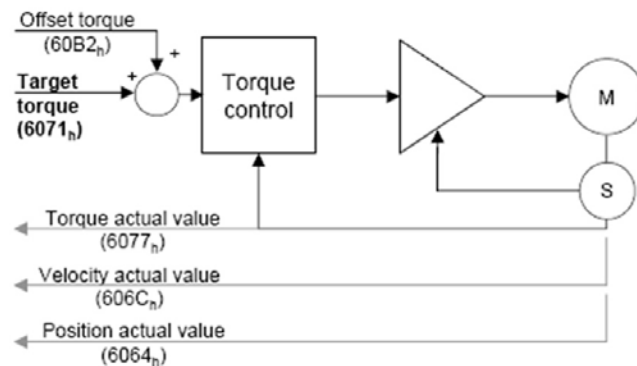 Offset torque
(60B2h)
+
+
Target
torque
(6071h)
Torque
control
M
S
Torque actual value
(6077h)
Velocity actual value
(606Ch)
Position actual value
(6064h)